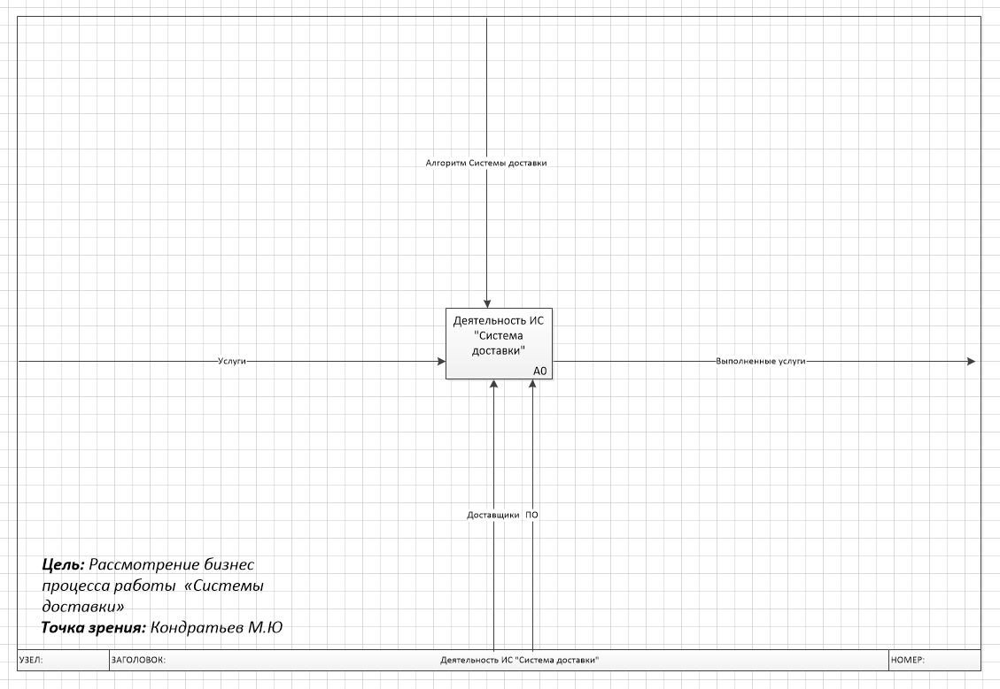 Алгоритм Системы доставки
Деятельность ИС
"Система
доставки"
A0
Услуги
Выполненные услуги
Доставщики
ПО
Цель: Рассмотрение бизнес
процесса работы «Системы
доставки»
Точка зрения: Кондратьев М.Ю
УЗЕЛ:
ЗАГОЛОВОК:
Деятельность ИС "Система доставки"
НОМЕР: